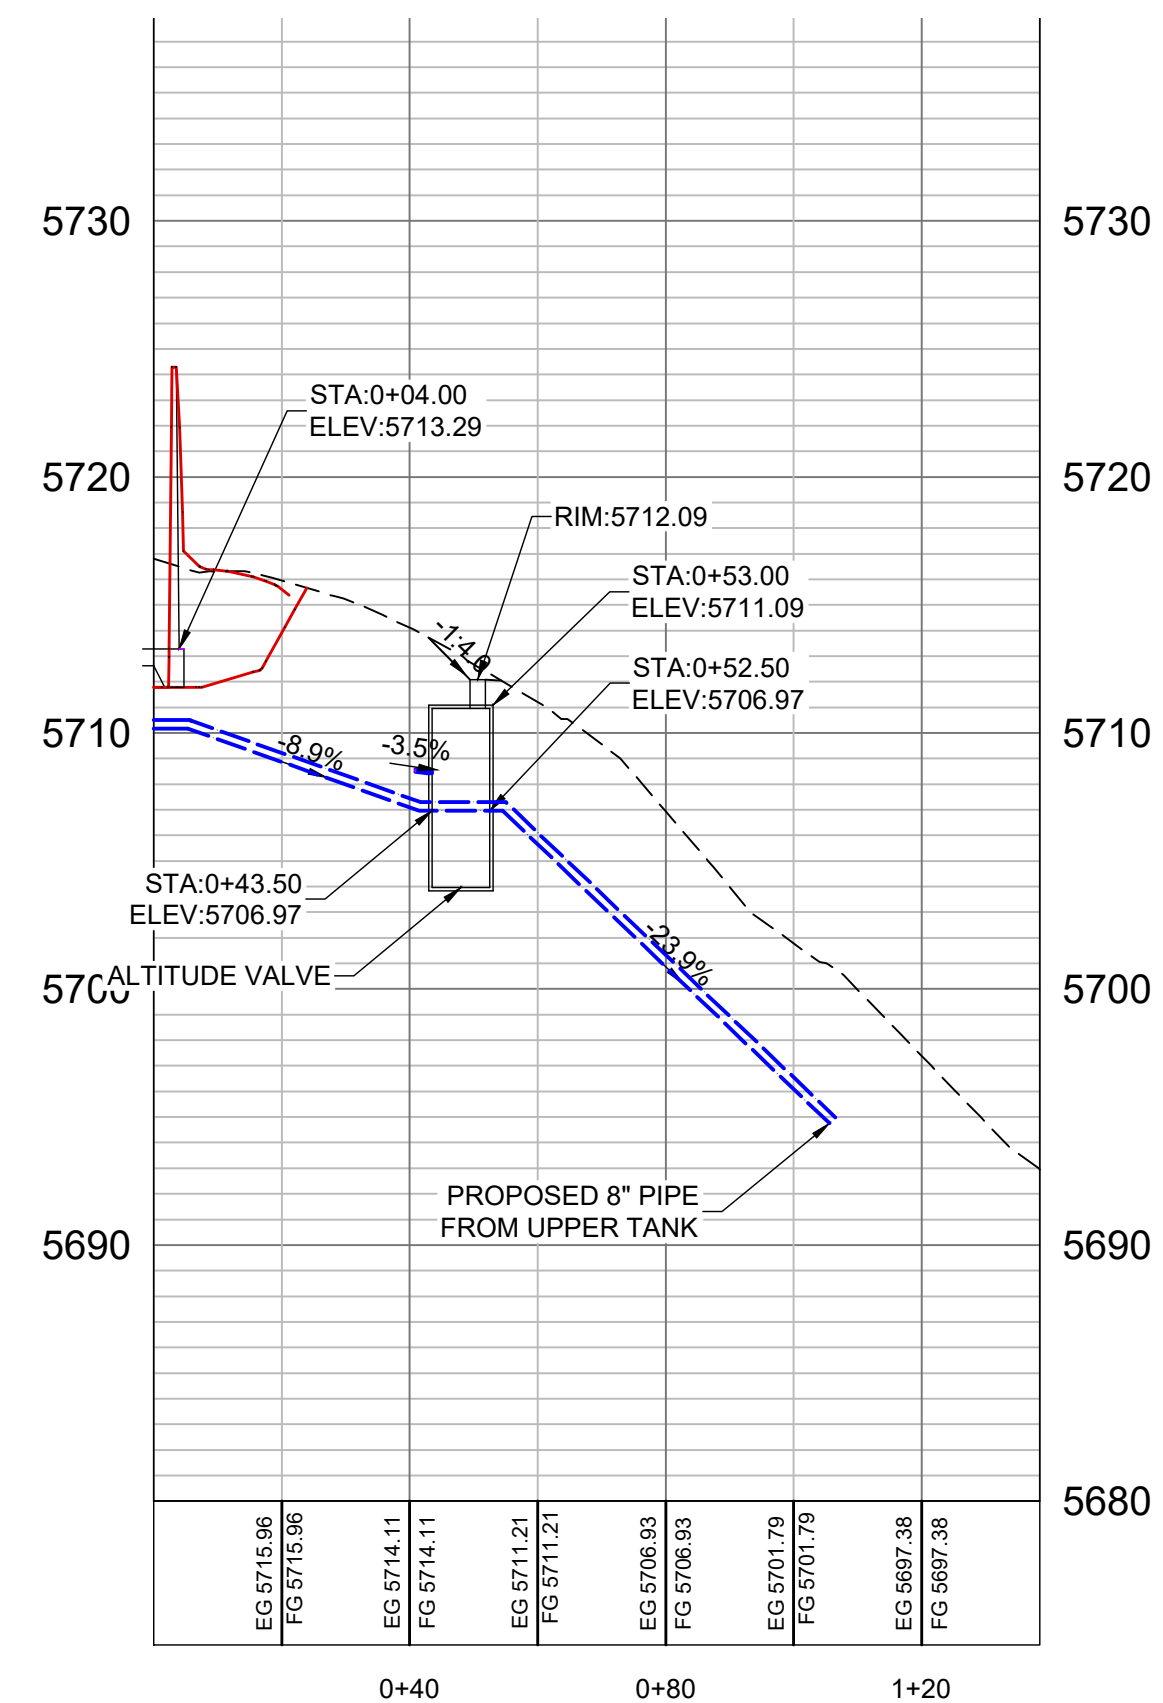 5730
5730
STA:0+04.00
ELEV:5713.29
5720
5720
RIM:5712.09
STA:0+53.00
ELEV:5711.09
-1:4.0
STA:0+52.50
ELEV:5706.97
5710
5710
-8.9%
-3.5%
STA:0+43.50
ELEV:5706.97
-23.9%
ALTITUDE VALVE
5700
5700
PROPOSED 8" PIPE
FROM UPPER TANK
5690
5690
5680
EG 5715.96
FG 5715.96
EG 5714.11
FG 5714.11
EG 5711.21
FG 5711.21
EG 5706.93
FG 5706.93
EG 5701.79
FG 5701.79
EG 5697.38
FG 5697.38
0+40
0+80
1+20